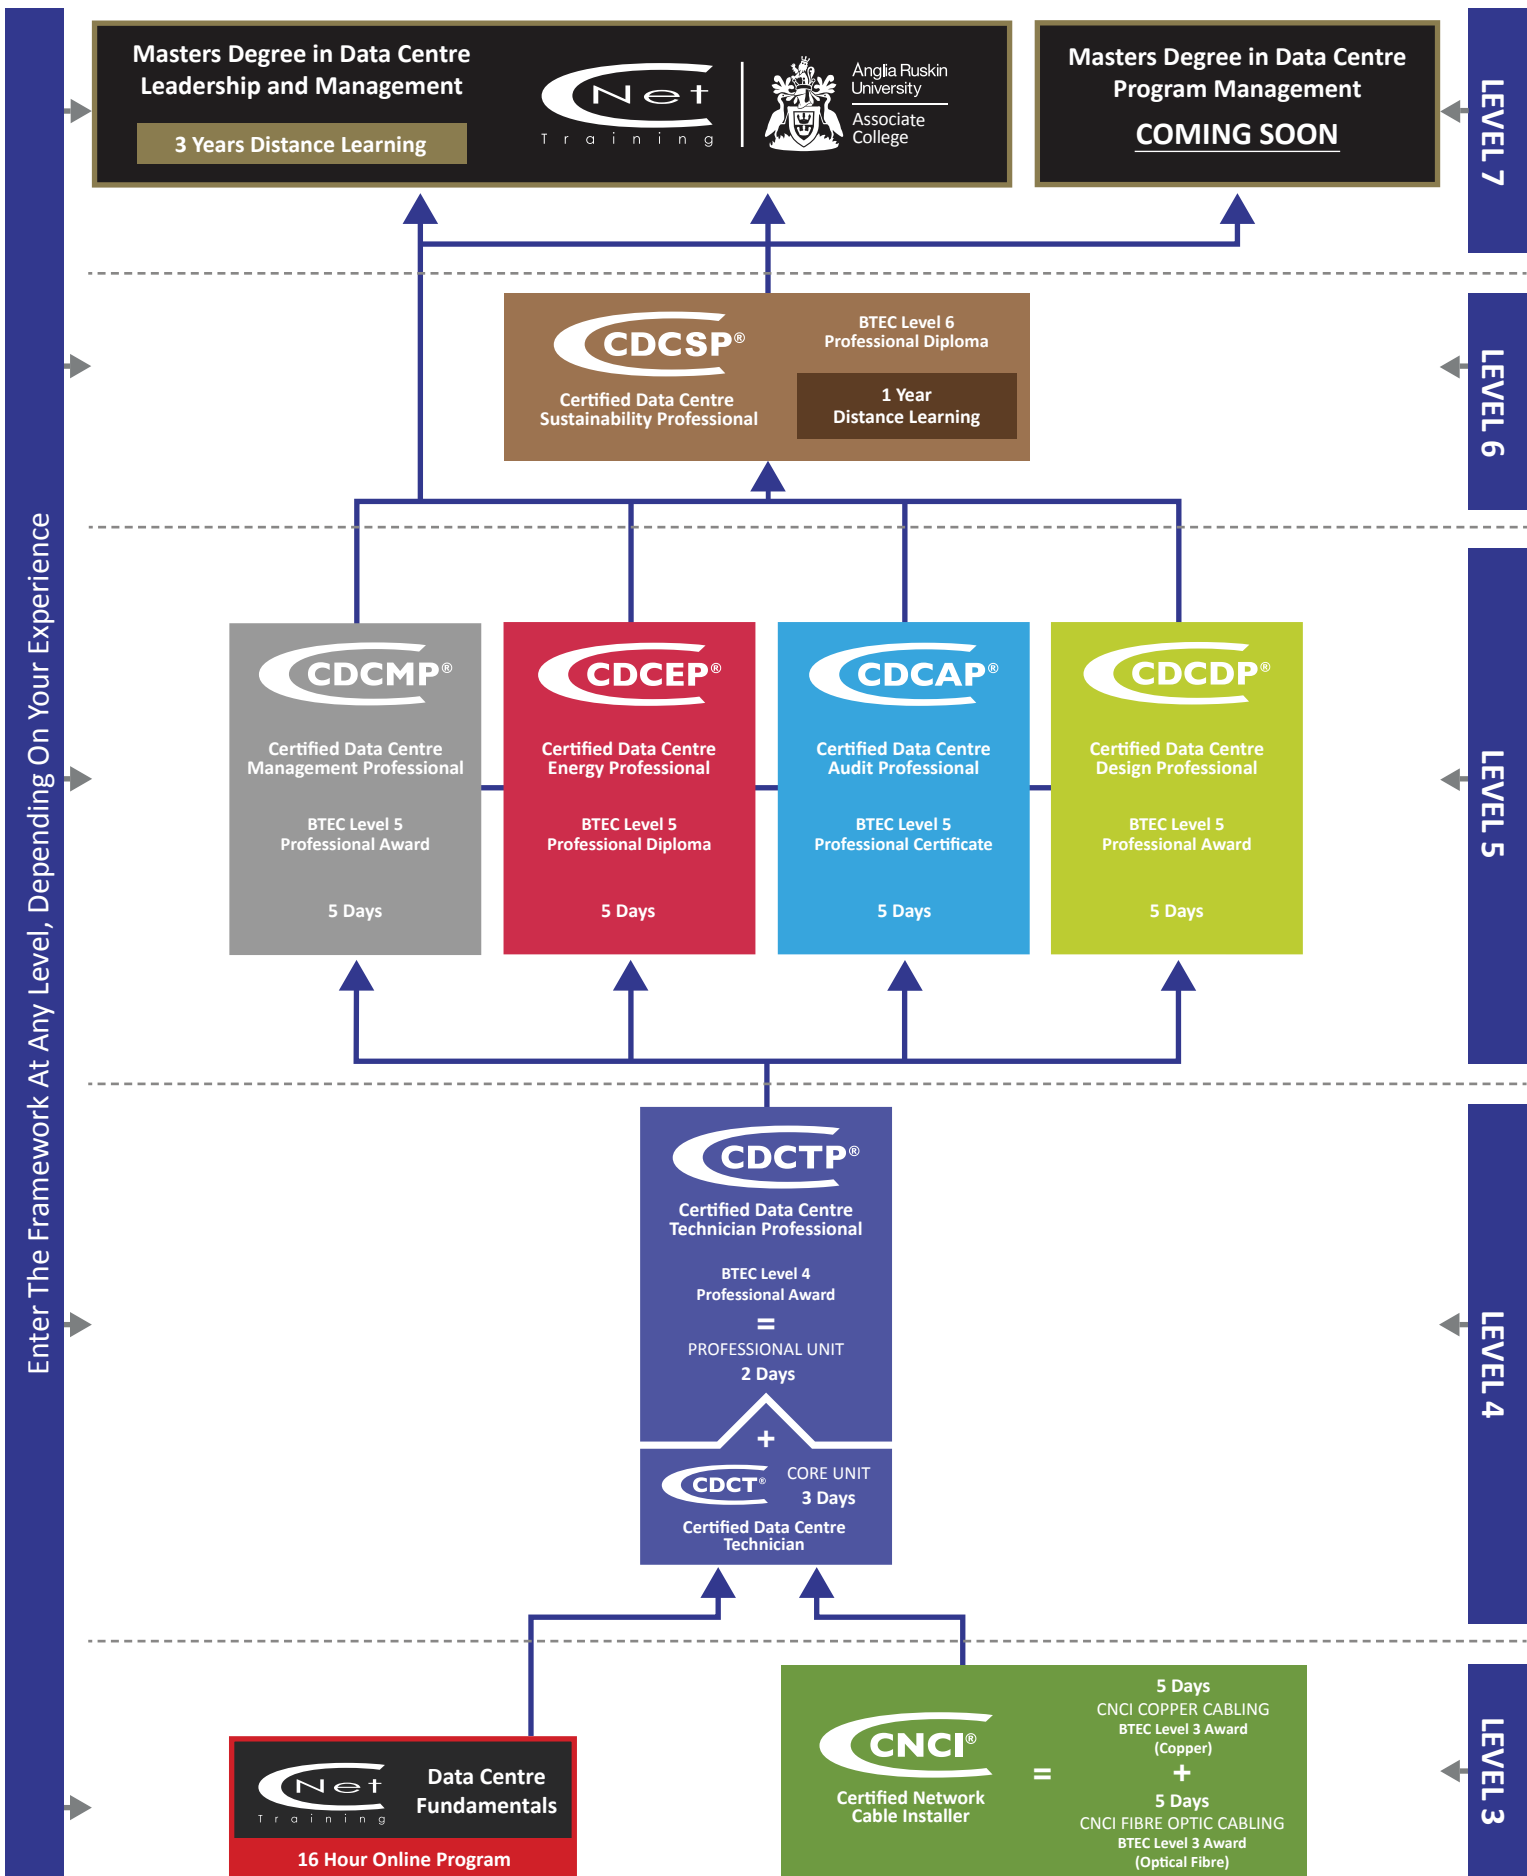 Enter The Framework At Any Level, Depending On Your Experience
Masters Degree in Data Centre
Leadership and Management
3 Years Distance Learning
CNet
Training
Anglia Ruskin
University
Associate
College
Masters Degree in Data Centre
Program Management
COMING SOON
LEVEL 7
CDCSP®
Certified Data Centre
Sustainability Professional
BTEC Level 6
Professional Diploma
1 Year
Distance Learning
LEVEL 6
CDCMP®
Certified Data Centre
Management Professional
BTEC Level 5
Professional Award
5 Days
CDCEP®
Certified Data Centre
Energy Professional
BTEC Level 5
Professional Diploma
5 Days
CDCAP®
Certified Data Centre
Audit Professional
BTEC Level 5
Professional Certificate
5 Days
CDCDP®
Certified Data Centre
Design Professional
BTEC Level 5
Professional Award
5 Days
LEVEL 5
CDCTP®
Certified Data Centre
Technician Professional
BTEC Level 4
Professional Award
=
PROFESSIONAL UNIT
2 Days
+
CDCT®
CORE UNIT
3 Days
Certified Data Centre
Technician
LEVEL 4
CNet
Training
Data Centre
Fundamentals
16 Hour Online Program
CNCI®
Certified Network
Cable Installer
=
5 Days
CNCI COPPER CABLING
BTEC Level 3 Award
(Copper)
+
5 Days
CNCI FIBRE OPTIC CABLING
BTEC Level 3 Award
(Optical Fibre)
LEVEL 3